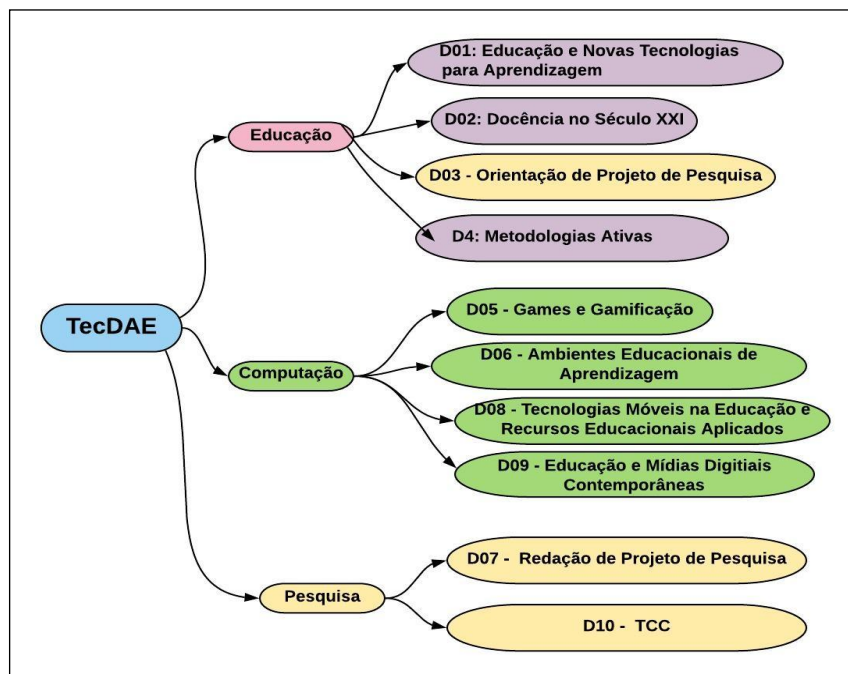 TecDAE
Educação
D01: Educação e Novas Tecnologias
para Aprendizagem
D02: Docência no Século XXI
D03 - Orientação de Projeto de Pesquisa
D4: Metodologias Ativas
Computação
D05 - Games e Gamificação
D06 - Ambientes Educacionais de
Aprendizagem
D08 - Tecnologias Móveis na Educação e
Recursos Educacionais Aplicados
D09 - Educação e Mídias Digitiais
Contemporâneas
Pesquisa
D07 - Redação de Projeto de Pesquisa
D10 - TCC